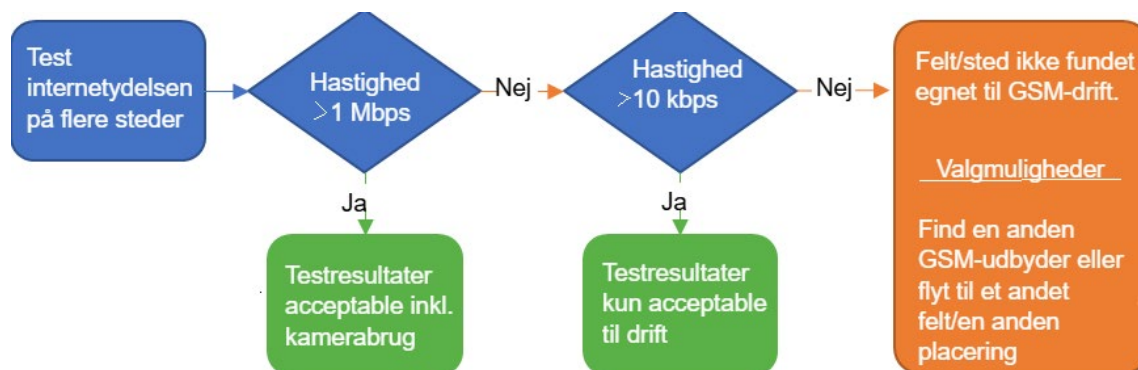 Test
internetydelsen
på flere steder
Hastighed
>1 Mbps
Nej
Hastighed
>10 kbps
Nej
Felt/sted ikke fundet
egnet til GSM-drift.
Valgmuligheder
Find en anden
GSM-udbyder eller
flyt til et andet
felt/en anden
placering
Ja
Testresultater
acceptable inkl.
kamerabrug
Ja
Testresultater
kun acceptable
til drift